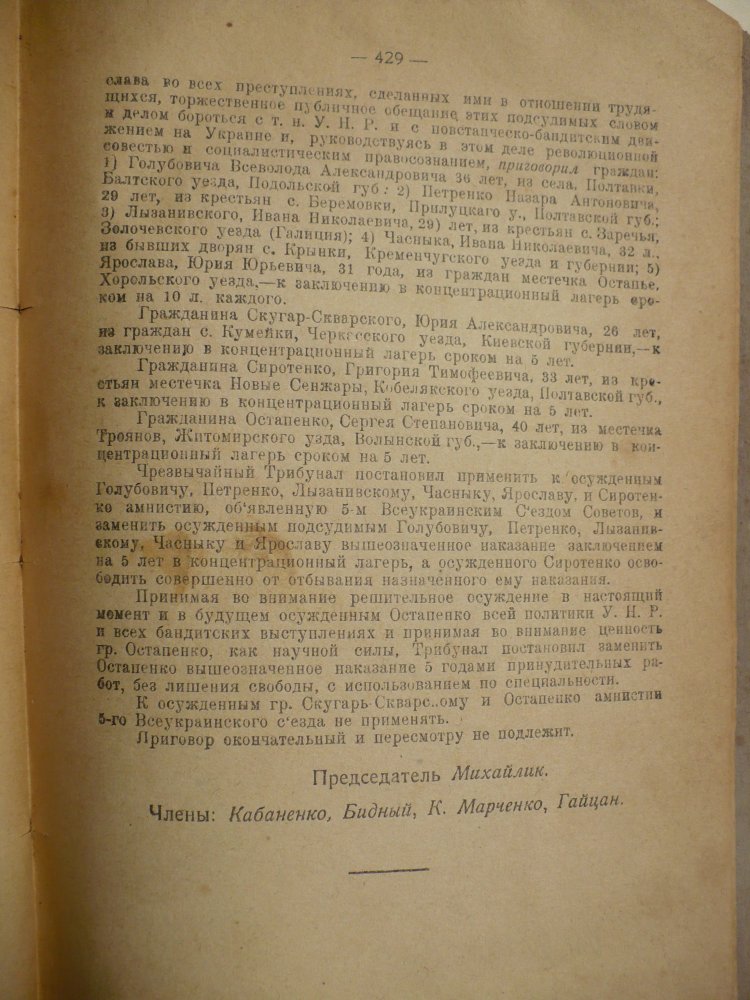 — 429 —
слава во всех преступлениях, сделанных ими в отношении трудя-
щихся, торжественное публичное обещание этих подсудимых словом
и делом бороться с т. н. У. Н. Р. и с повстанческо-бандитским дви-
жением на Украине и, руководствуясь в этом деле революционной
совестью и социалистическим правосознанием, приговорил граждан:
1) Голубовича Всеволода Александровича 36 лет, из села, Полтавки,
Балтского уезда, Подольской губ.: 2) Петренко Назара Антоновича,
29 лет, из крестьян с. Беремовки, Прилуцкаго у., Полтавской губ.;
3) Лызанивского, Ивана Николаевича, 29) лет, из крестьян с. Заречья,
Золочевского уезда (Галиция); 4) Часныка, Ивана Николаевича, 32 л.,
из бывших дворян с. Крынки, Кременчугского уезда и губернии; 5)
Ярослава, Юрия Юрьевича, 31 года, из граждан местечка Остапье,
Хорольского уезда,—к заключению в концентрационный лагерь сро-
ком на 10 л. каждого.
Гражданина Скугар-Скварского, Юрия Александровича, 26 лет,
из граждан с. Кумейки, Черкасского уезда, Киевской губернии,—к
заключению в концентрационный лагерь сроком на 5 лет.
Гражданина Сиротенко, Григория Тимофеевича, 33 лет, из кре-
стьян местечка Новые Сенжары, Кобелякского уезда, Полтавской губ.,
к заключению в концентрационный лагерь сроком на 5 лет.
Гражданина Остапенко, Сергея Степановича, 40 лет, из местечка
Троянов, Житомирского узда, Волынской губ.,—к заключению в кон-
центрационный лагерь сроком на 5 лет.
Чрезвычайный Трибунал постановил применить к осужденным
Голубовичу, Петренко, Лызанивскому, Часныку, Ярославу, и Сиротен-
ко амнистию, об'явленную 5-м Всеукраинским С'ездом Советов, и
заменить осужденным подсудимым Голубовичу, Петренко, Лызанив-
скому, Часныку и Ярославу вышеозначенное наказание заключением
на 5 лет в концентрационный лагерь, а осужденного Сиротенко осво-
бодить совершенно от отбывания назначенного ему наказания.
Принимая во внимание решительное осуждение в настоящий
момент и в будущем осужденным Остапенко всей политики У. Н. Р.
и всех бандитских выступлениях и принимая во внимание ценность
гр. Остапенко, как научной силы, Трибунал постановил заменить
Остапенко вышеозначенное наказание 5 годами принудительных ра-
бот, без лишения свободы, с использованием по специальности.
К осужденным гр. Скугарь-Скварскому и Остапенко амнистии
5-го Всеукраинского с'езда не применять.
Приговор окончательный и пересмотру не подлежит.
Председатель Михайлик.
Члены: Кабаненко, Бидный, К. Марченко, Гайцан.